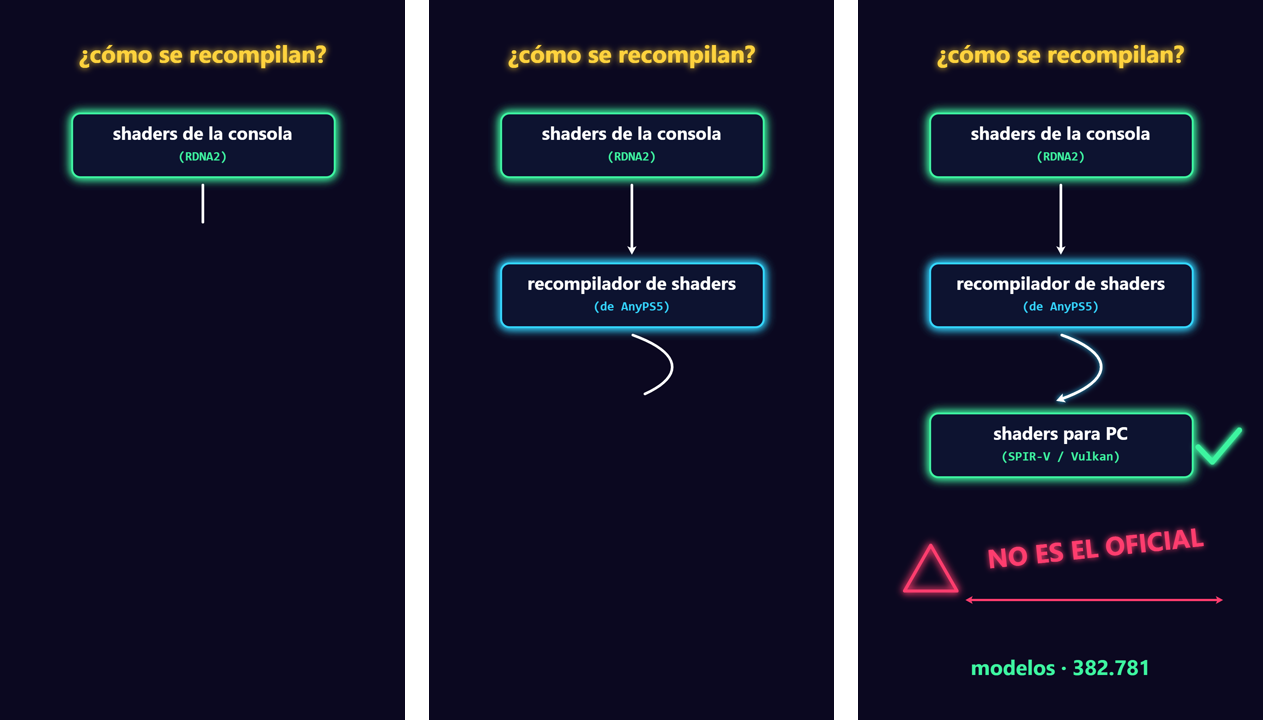 ¿cómo se recompilan?
shaders de la consola
(RDNA2)
¿cómo se recompilan?
shaders de la consola
(RDNA2)
recompilador de shaders
(de AnyPS5)
¿cómo se recompilan?
shaders de la consola
(RDNA2)
recompilador de shaders
(de AnyPS5)
shaders para PC
(SPIR-V / Vulkan)
NO ES EL OFICIAL
modelos · 382.781